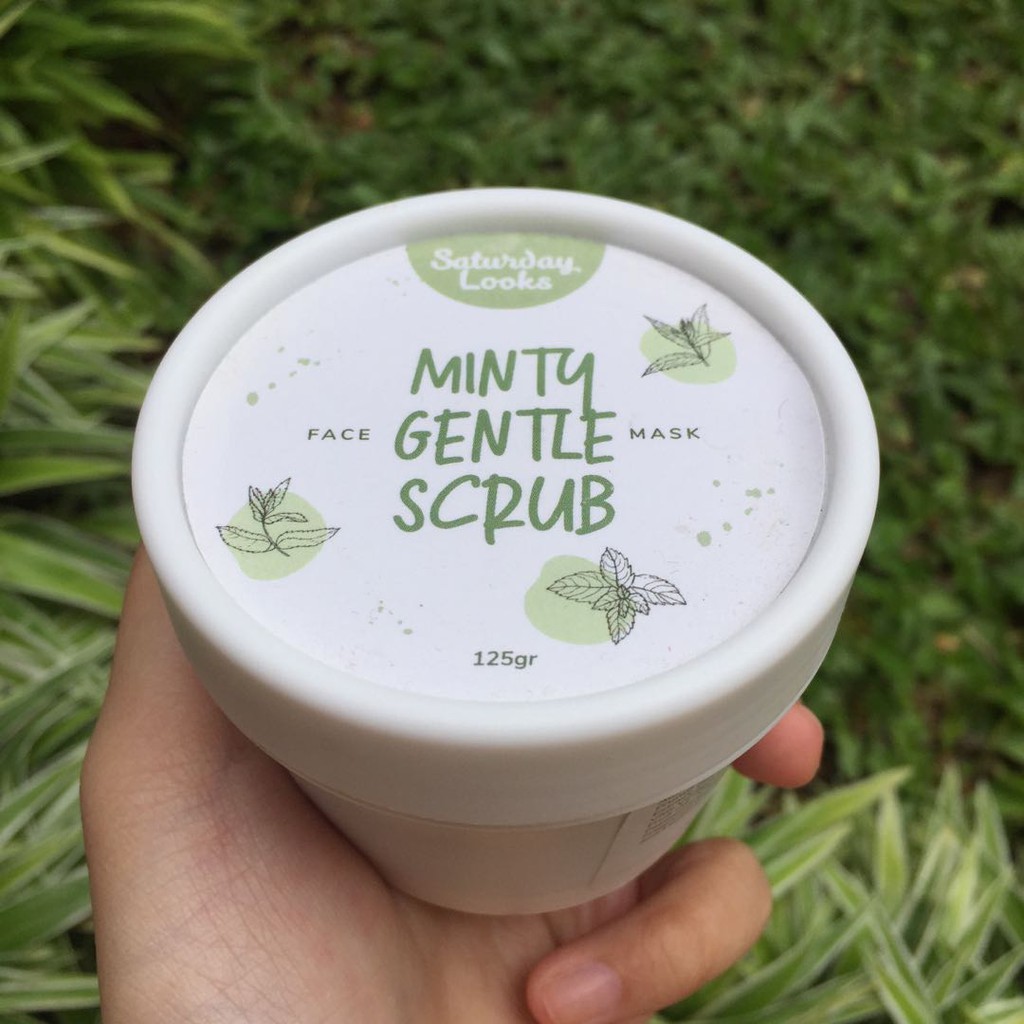 Saturday
Looks
MINTY
FACE GENTLE MASK
SCRUB
125gr